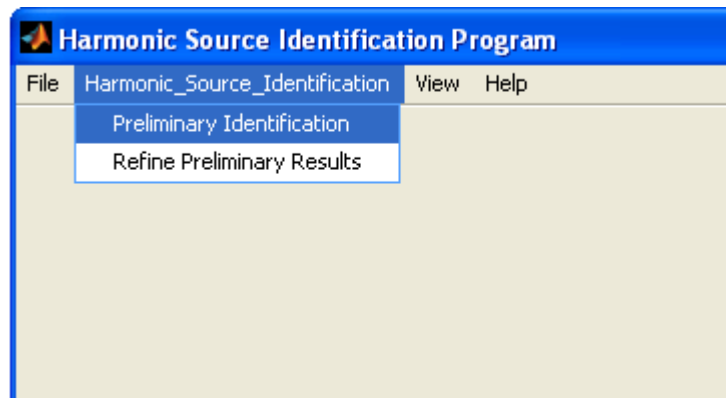 Harmonic Source Identification Program
File Harmonic_Source_Identification View Help
Preliminary Identification
Refine Preliminary Results